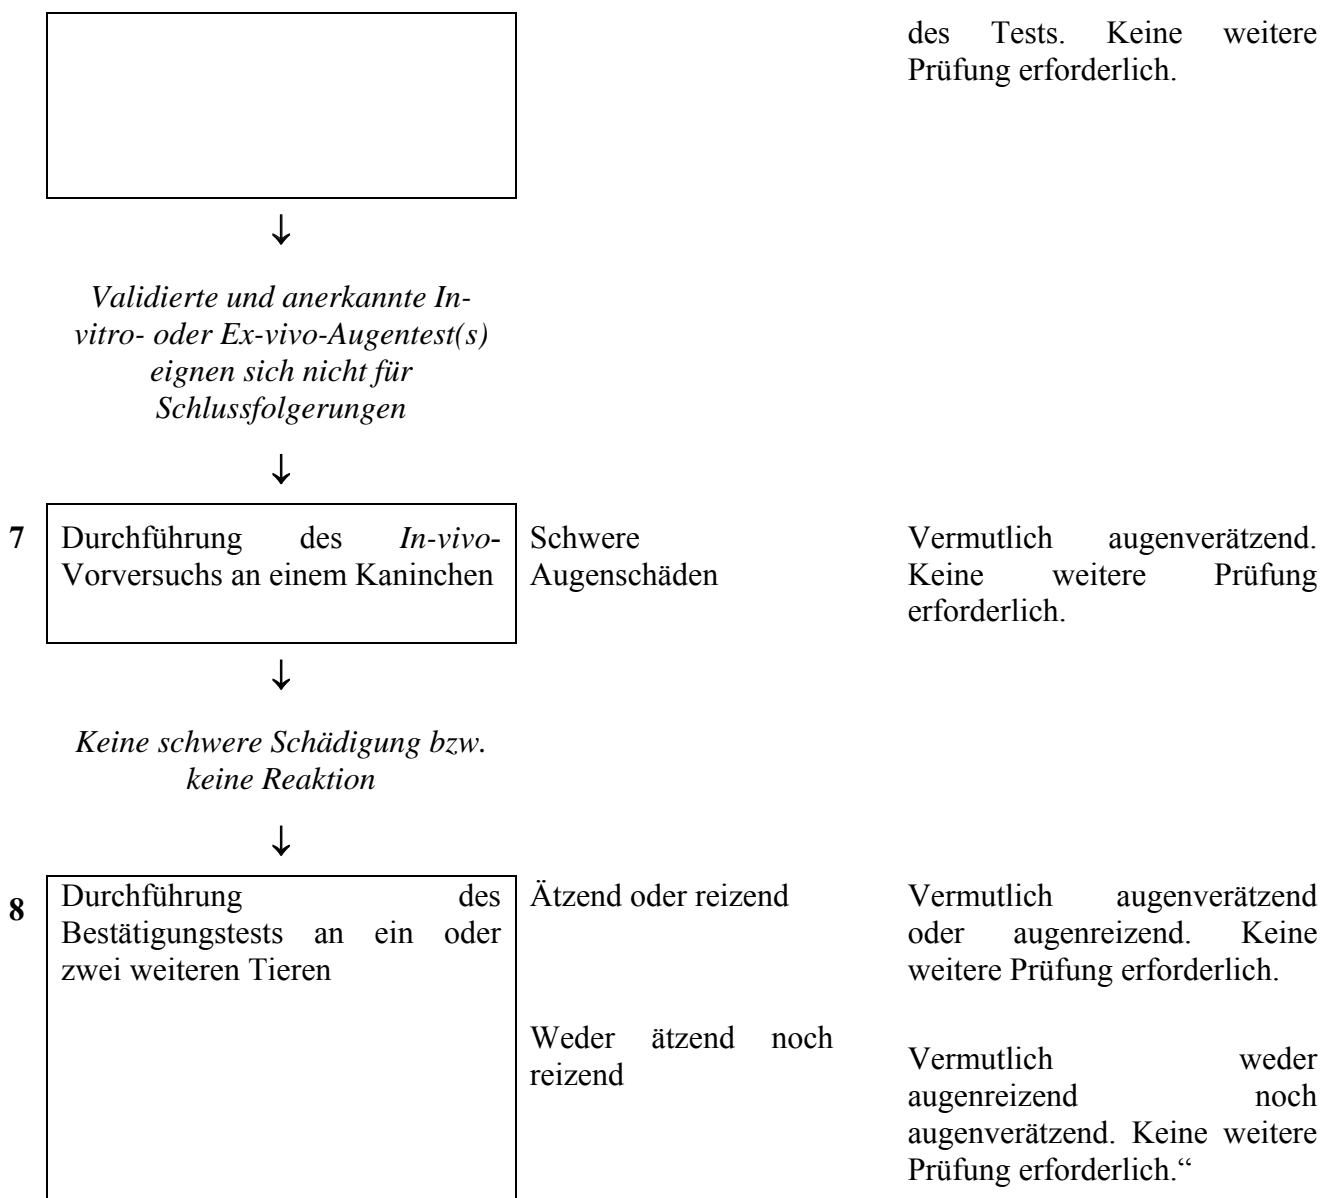 des Tests. Keine weitere
Prüfung erforderlich.
↓
Validierte und anerkannte In-
vitro- oder Ex-vivo-Augentest(s)
eignen sich nicht für
Schlussfolgerungen
↓
7
Durchführung des In-vivo-
Vorversuchs an einem Kaninchen
Schwere
Augenschäden
Vermutlich augenverätzend.
Keine weitere Prüfung
erforderlich.
↓
Keine schwere Schädigung bzw.
keine Reaktion
↓
8
Durchführung des
Bestätigungstests an ein oder
zwei weiteren Tieren
Ätzend oder reizend
Vermutlich augenverätzend
oder augenreizend. Keine
weitere Prüfung erforderlich.
Weder ätzend noch
reizend
Vermutlich weder
augenreizend noch
augenverätzend. Keine weitere
Prüfung erforderlich.“